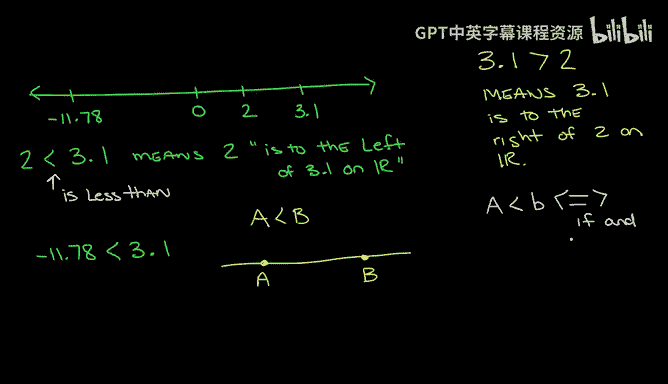 GPT中英字幕课程资源 bilibili
3.1 > 2
MEANS 3.1
is to the
right of 2 on
IR.
-11.78 0 2 3.1
2 < 3.1 MEANS 2 "is to the Left
of 3.1 on IR"
is Less than
A < B
-11.78 < 3.1
A B
A < b <=>
if and